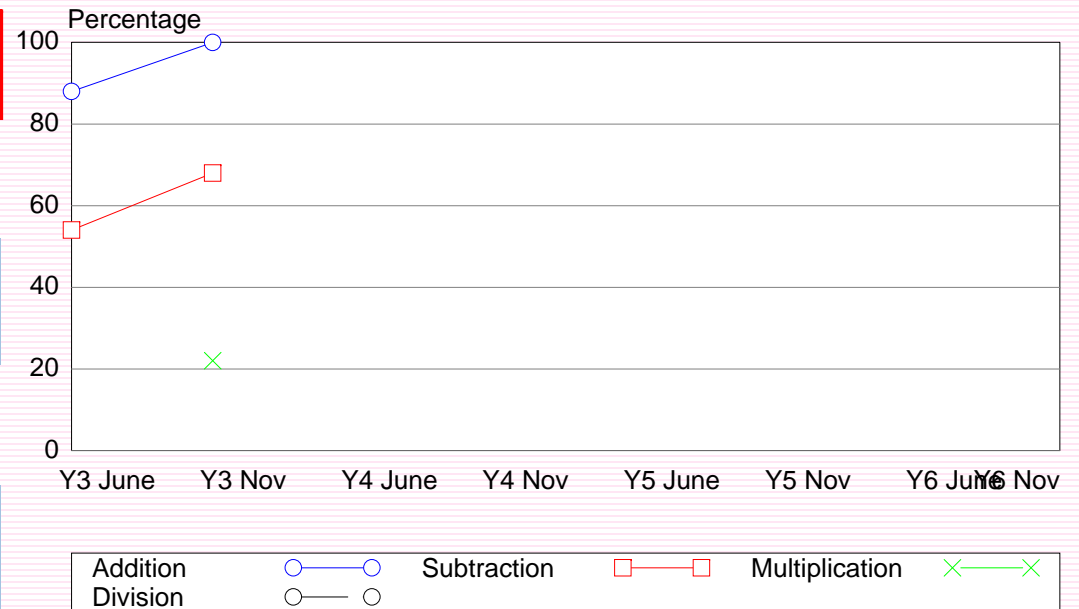 Percentage
100
80
60
40
20
0
Y3 June Y3 Nov Y4 June Y4 Nov Y5 June Y5 Nov Y6 June Y6 Nov
Addition Subtraction Multiplication
Division